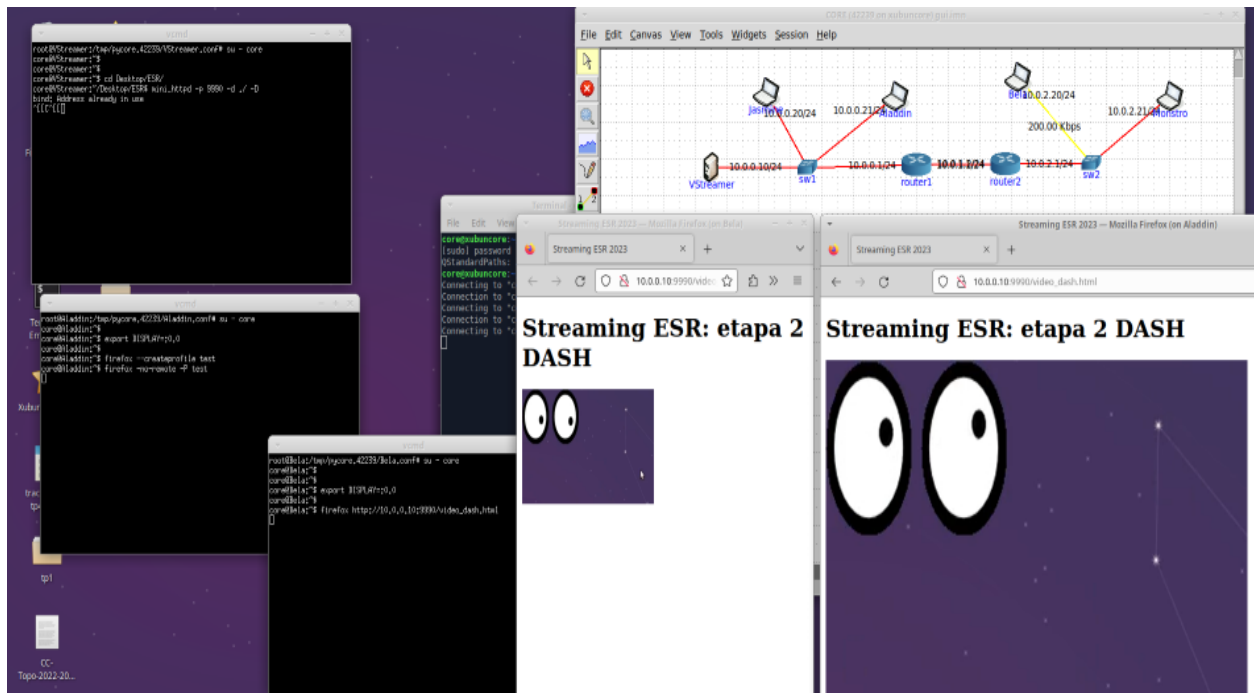 vcmd
root@VStreamer:/tmp/pycore.42239/VStreamer.conf# su - core
core@VStreamer:~$
core@VStreamer:~$
core@VStreamer:~$ cd Desktop/ESR/
core@VStreamer:~/Desktop/ESR$ mini_httpd -p 9990 -d ./ -D
bind: Address already in use
^[[C^[[
CORE (42239 on xubuncore) gui.imn
File Edit Canvas View Tools Widgets Session Help
Jasmine
10.0.0.20/24
10.0.0.21/24
Aladdin
Bela
10.0.2.20/24
200.00 Kbps
10.0.2.21/24
Monstro
VStreamer
10.0.0.10/24
sw1
10.0.0.1/24
router1
router2
10.0.2.1/24
sw2
Terminal
File Edit View
core@xubuncore:
[sudo] password
QStandardPaths:
core@xubuncore:
Connecting to "c
Connection to "c
Connecting to "c
Connection to "c
Connecting to "c
vcmd
root@Aladdin:/tmp/pycore.42239/Aladdin.conf# su - core
core@Aladdin:~$
core@Aladdin:~$ export DISPLAY=:0.0
core@Aladdin:~$
core@Aladdin:~$ firefox --createprofile test
core@Aladdin:~$ firefox -no-remote -P test
vcmd
root@Bela:/tmp/pycore.42239/Bela.conf# su - core
core@Bela:~$
core@Bela:~$
core@Bela:~$ export DISPLAY=:0.0
core@Bela:~$
core@Bela:~$ firefox http://10.0.0.10:9990/video_dash.html
Streaming ESR 2023 — Mozilla Firefox (on Bela)
Streaming ESR 2023
10.0.0.10:9990/video
Streaming ESR: etapa 2
DASH
Streaming ESR 2023 — Mozilla Firefox (on Aladdin)
Streaming ESR 2023
10.0.0.10:9990/video_dash.html
Streaming ESR: etapa 2 DASH
tp1
CC-
Topo-2022-20...